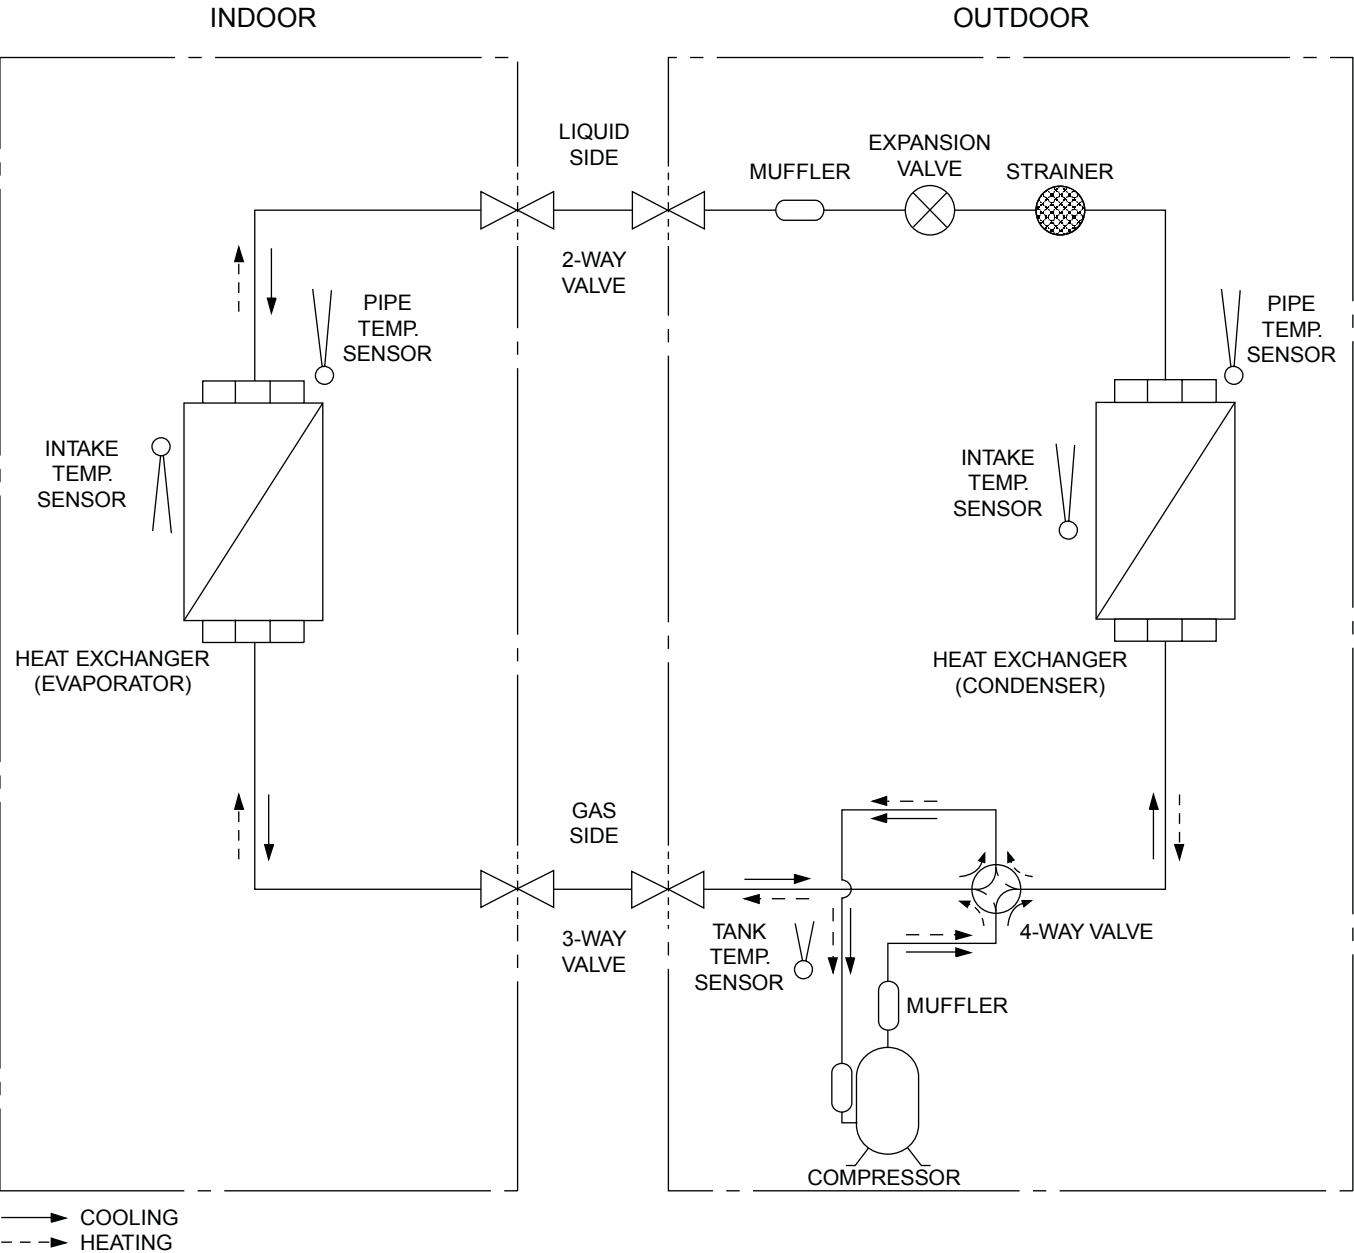 INDOOR
OUTDOOR
LIQUID
SIDE
2-WAY
VALVE
MUFFLER
EXPANSION
VALVE
STRAINER
PIPE
TEMP.
SENSOR
PIPE
TEMP.
SENSOR
INTAKE
TEMP.
SENSOR
INTAKE
TEMP.
SENSOR
HEAT EXCHANGER
(EVAPORATOR)
HEAT EXCHANGER
(CONDENSER)
GAS
SIDE
3-WAY
VALVE
TANK
TEMP.
SENSOR
4-WAY VALVE
MUFFLER
COMPRESSOR
COOLING
HEATING